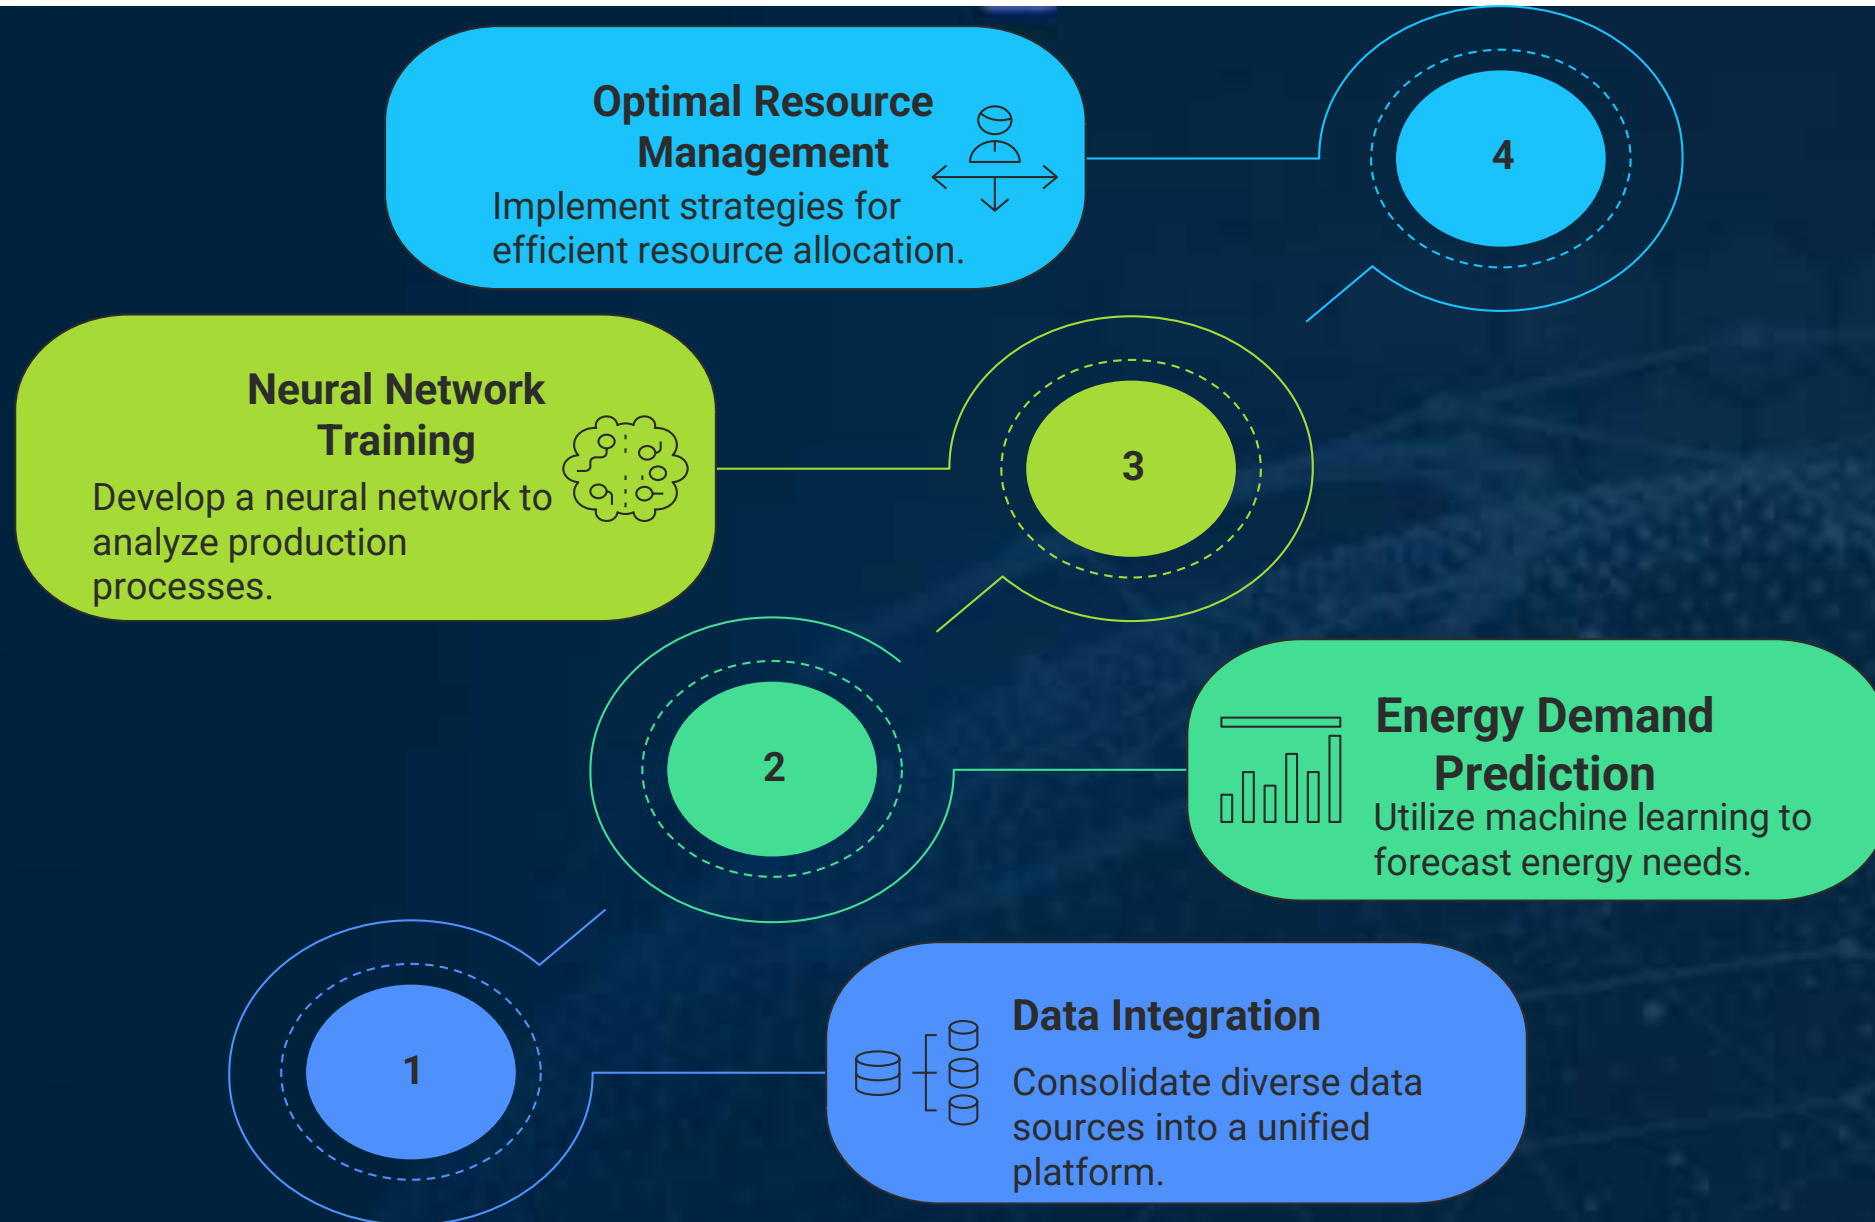 Optimal Resource
Management
Implement strategies for
efficient resource allocation.
4
Neural Network
Training
Develop a neural network to
analyze production
processes.
3
2
Energy Demand
Prediction
Utilize machine learning to
forecast energy needs.
1
Data Integration
Consolidate diverse data
sources into a unified
platform.